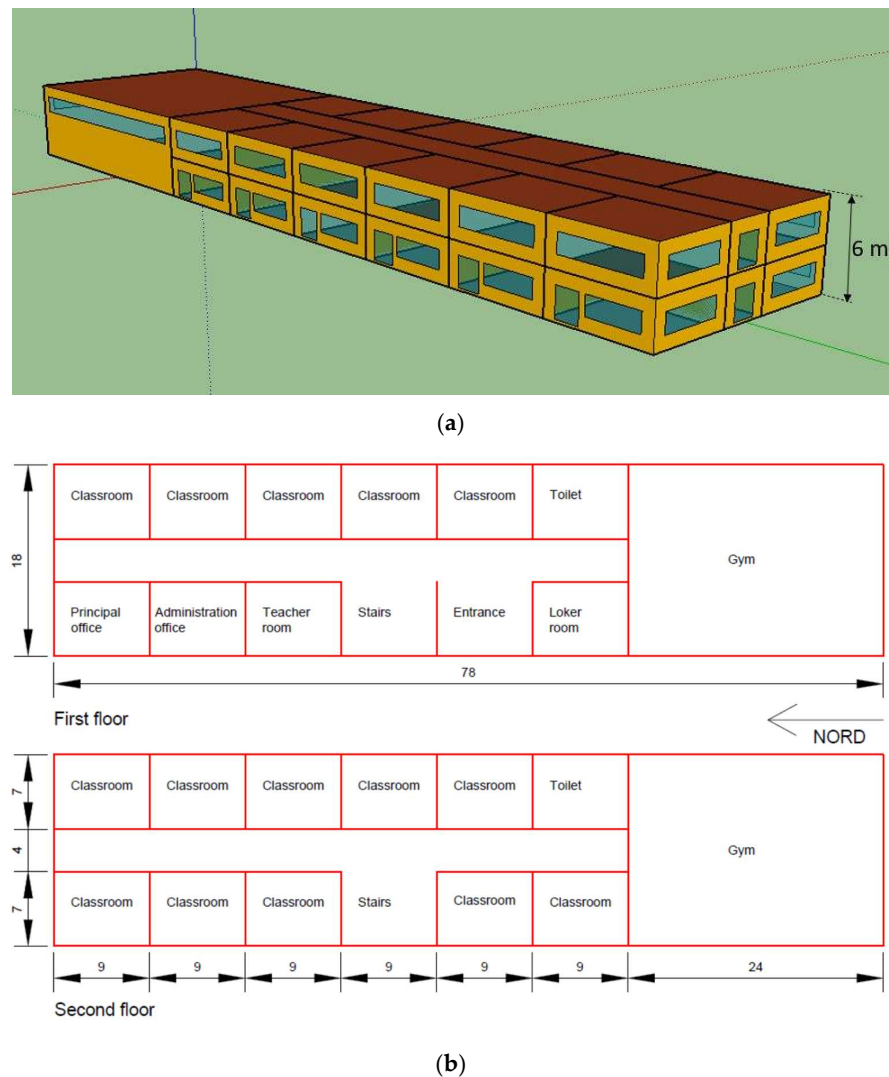 6 m
(a)
Classroom Classroom Classroom Classroom Classroom Toilet
18
Gym
Principal office Administration office Teacher room Stairs Entrance Loker room
78
First floor
NORD
7 Classroom Classroom Classroom Classroom Classroom Toilet
4
Gym
7 Classroom Classroom Classroom Stairs Classroom Classroom
9 9 9 9 9 9 24
Second floor
(b)